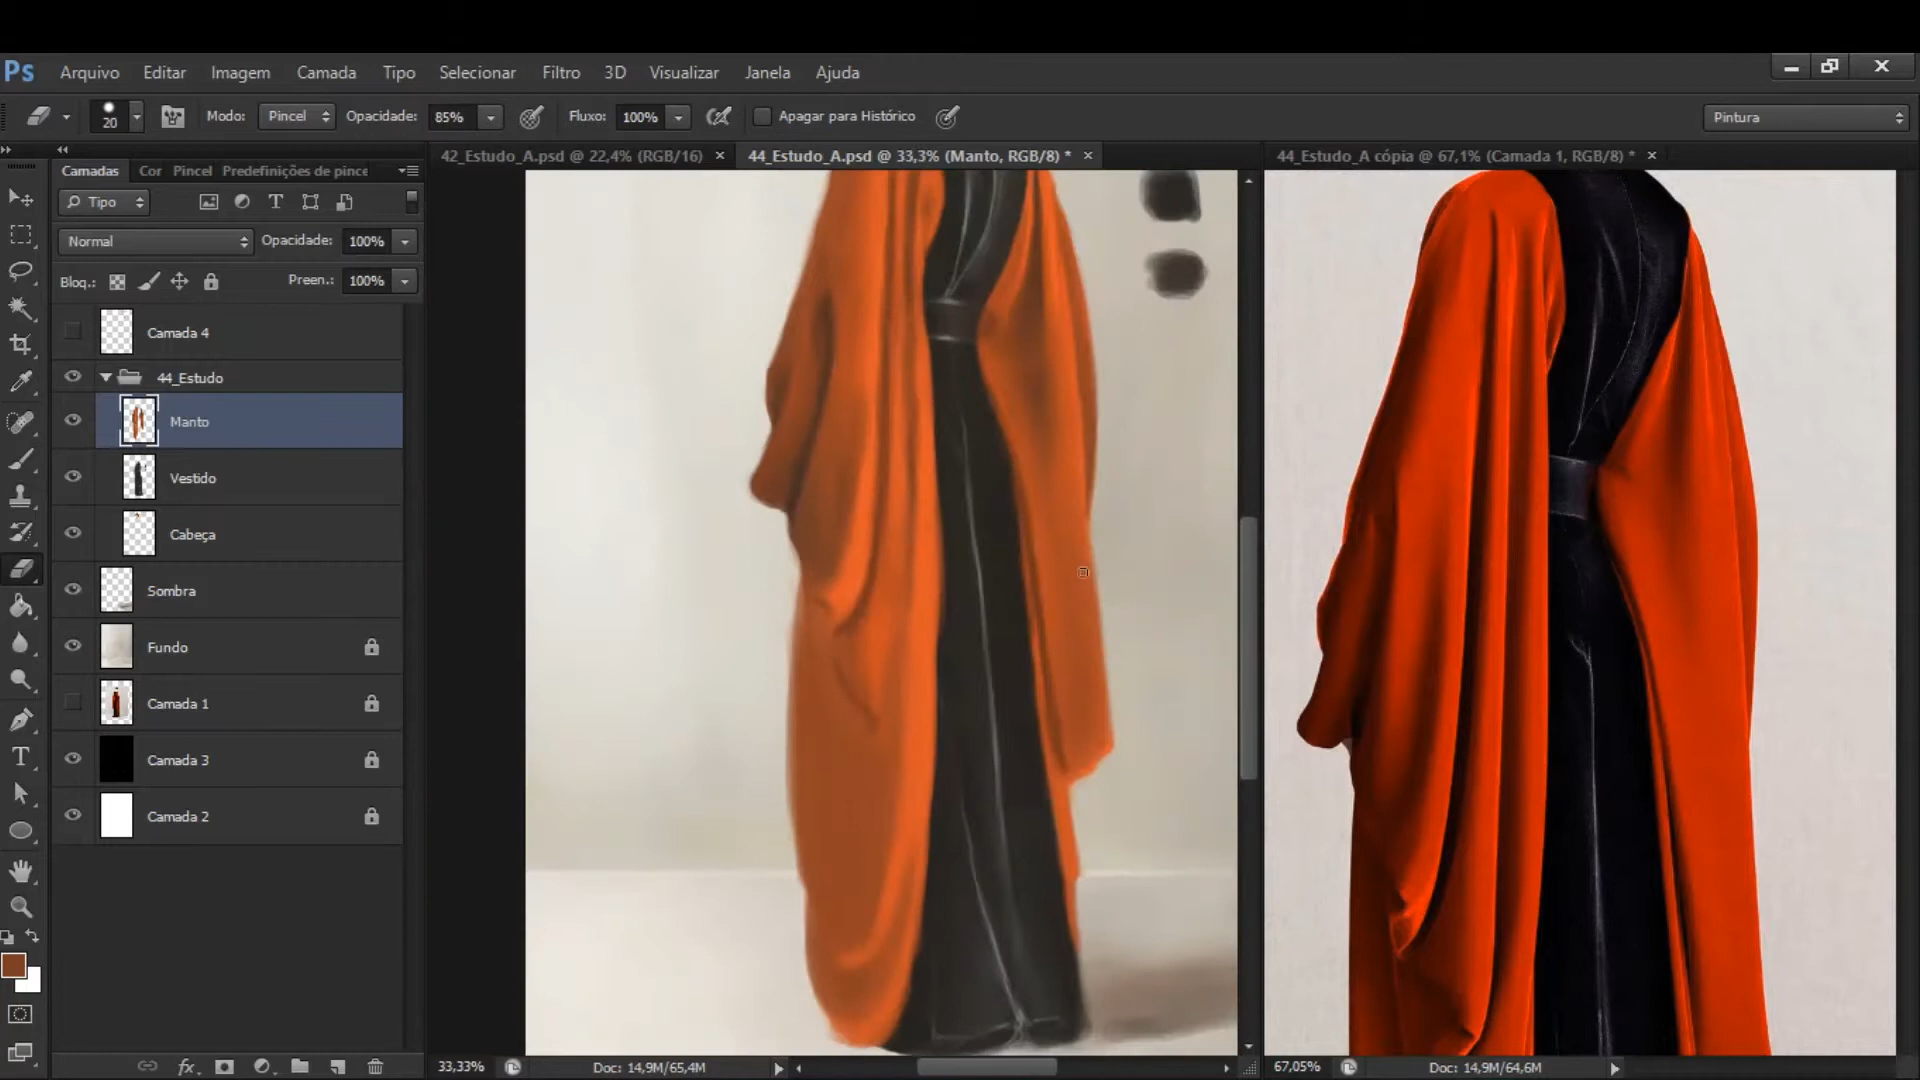 Ps Arquivo Editar Imagem Camada Tipo Selecionar Filtro 3D Visualizar Janela Ajuda
20 Modo: Pincel Opacidade: 85% Fluxo: 100% Apagar para Histórico Pintura
42_Estudo_A.psd @ 22,4% (RGB/16) × 44_Estudo_A.psd @ 33,3% (Manto, RGB/8) * × 44_Estudo_A cópia @ 67,1% (Camada 1, RGB/8) * ×
Camadas Cor Pincel Predefinições de pince
Tipo
Normal Opacidade: 100%
Bloq.: Preen.: 100%
Camada 4
44_Estudo
Manto
Vestido
Cabeça
Sombra
Fundo
Camada 1
Camada 3
Camada 2
fx
33,33% Doc: 14,9M/65,4M 67,05% Doc: 14,9M/64,6M